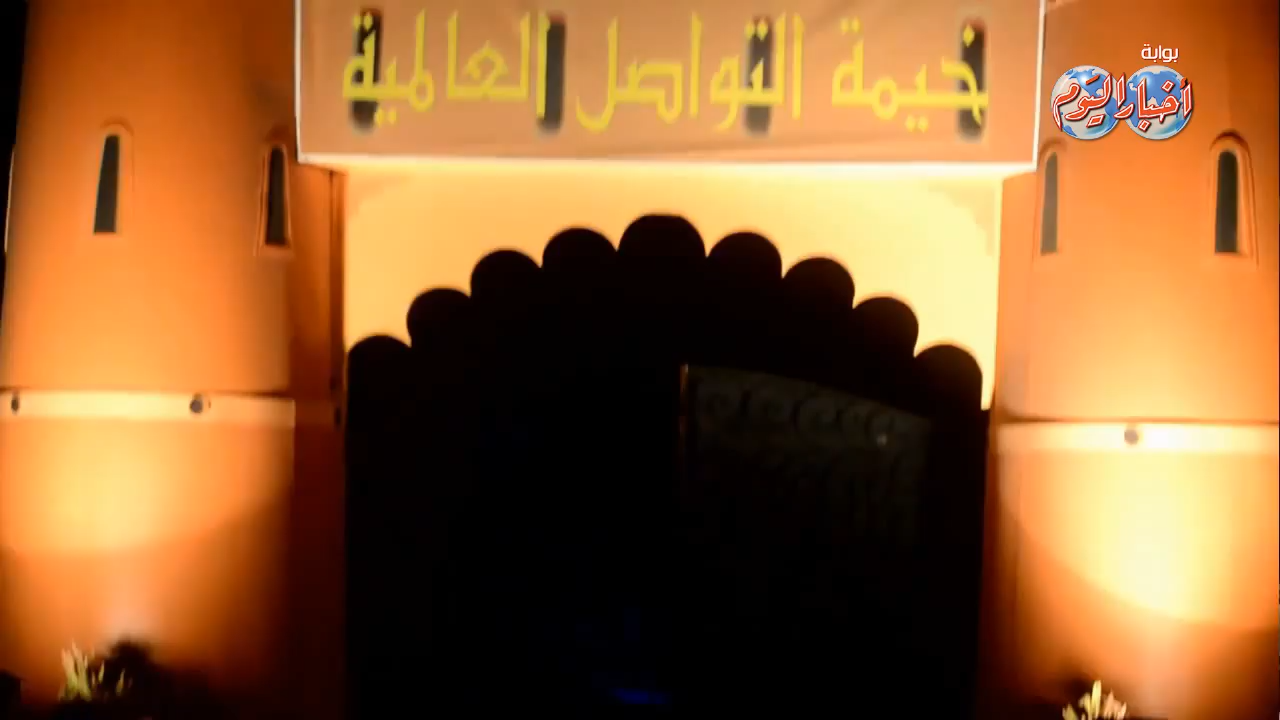 خيمة التواصل العالمية
بوابة
أخبار اليوم